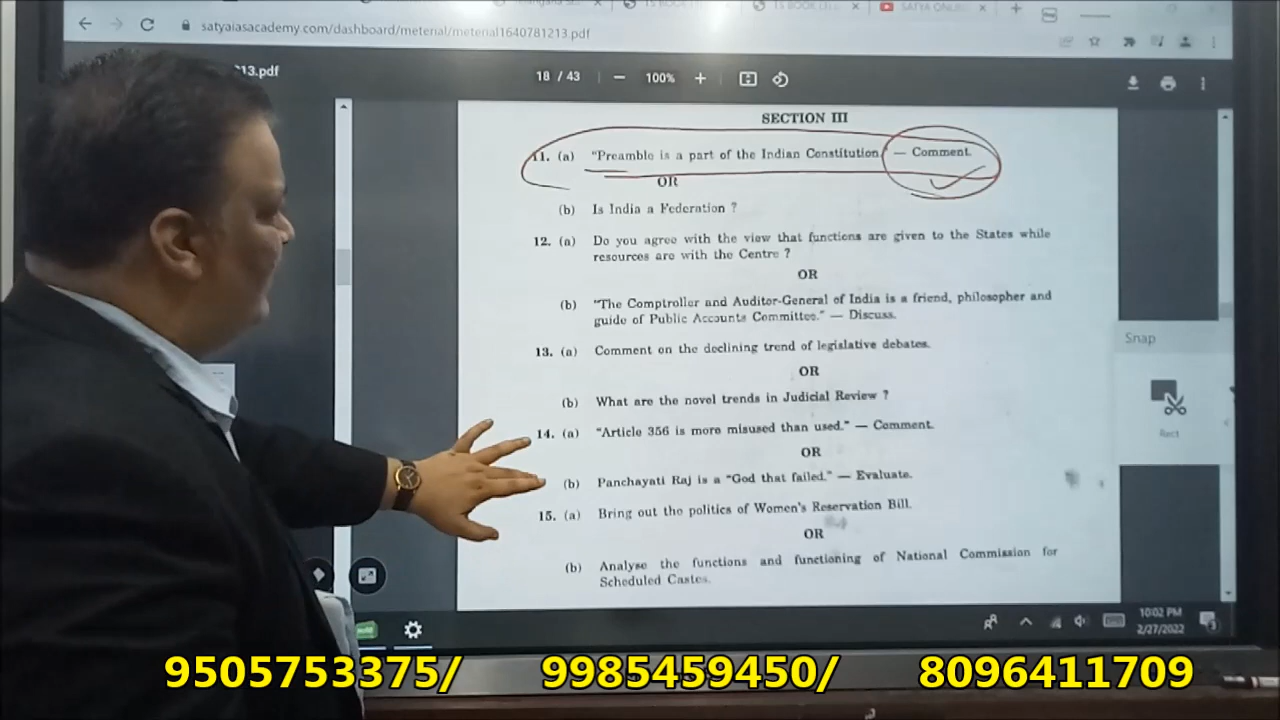 SATYA ONLI
satyaiasacademy.com/dashboard/meterial/meterial1640781213.pdf
13.pdf
18 / 43 — 100% +
SECTION III
11. (a) "Preamble is a part of the Indian Constitution" — Comment.
OR
(b) Is India a Federation ?
12. (a) Do you agree with the view that functions are given to the States while
resources are with the Centre ?
OR
(b) "The Comptroller and Auditor-General of India is a friend, philosopher and
guide of Public Accounts Committee." — Discuss.
13. (a) Comment on the declining trend of legislative debates.
OR
(b) What are the novel trends in Judicial Review ?
14. (a) "Article 356 is more misused than used." — Comment.
OR
(b) Panchayati Raj is a "God that failed." — Evaluate.
15. (a) Bring out the politics of Women's Reservation Bill.
OR
(b) Analyse the functions and functioning of National Commission for
Scheduled Castes.
Snap
Rect
10:02 PM
2/27/2022
9505753375/ 9985459450/ 8096411709